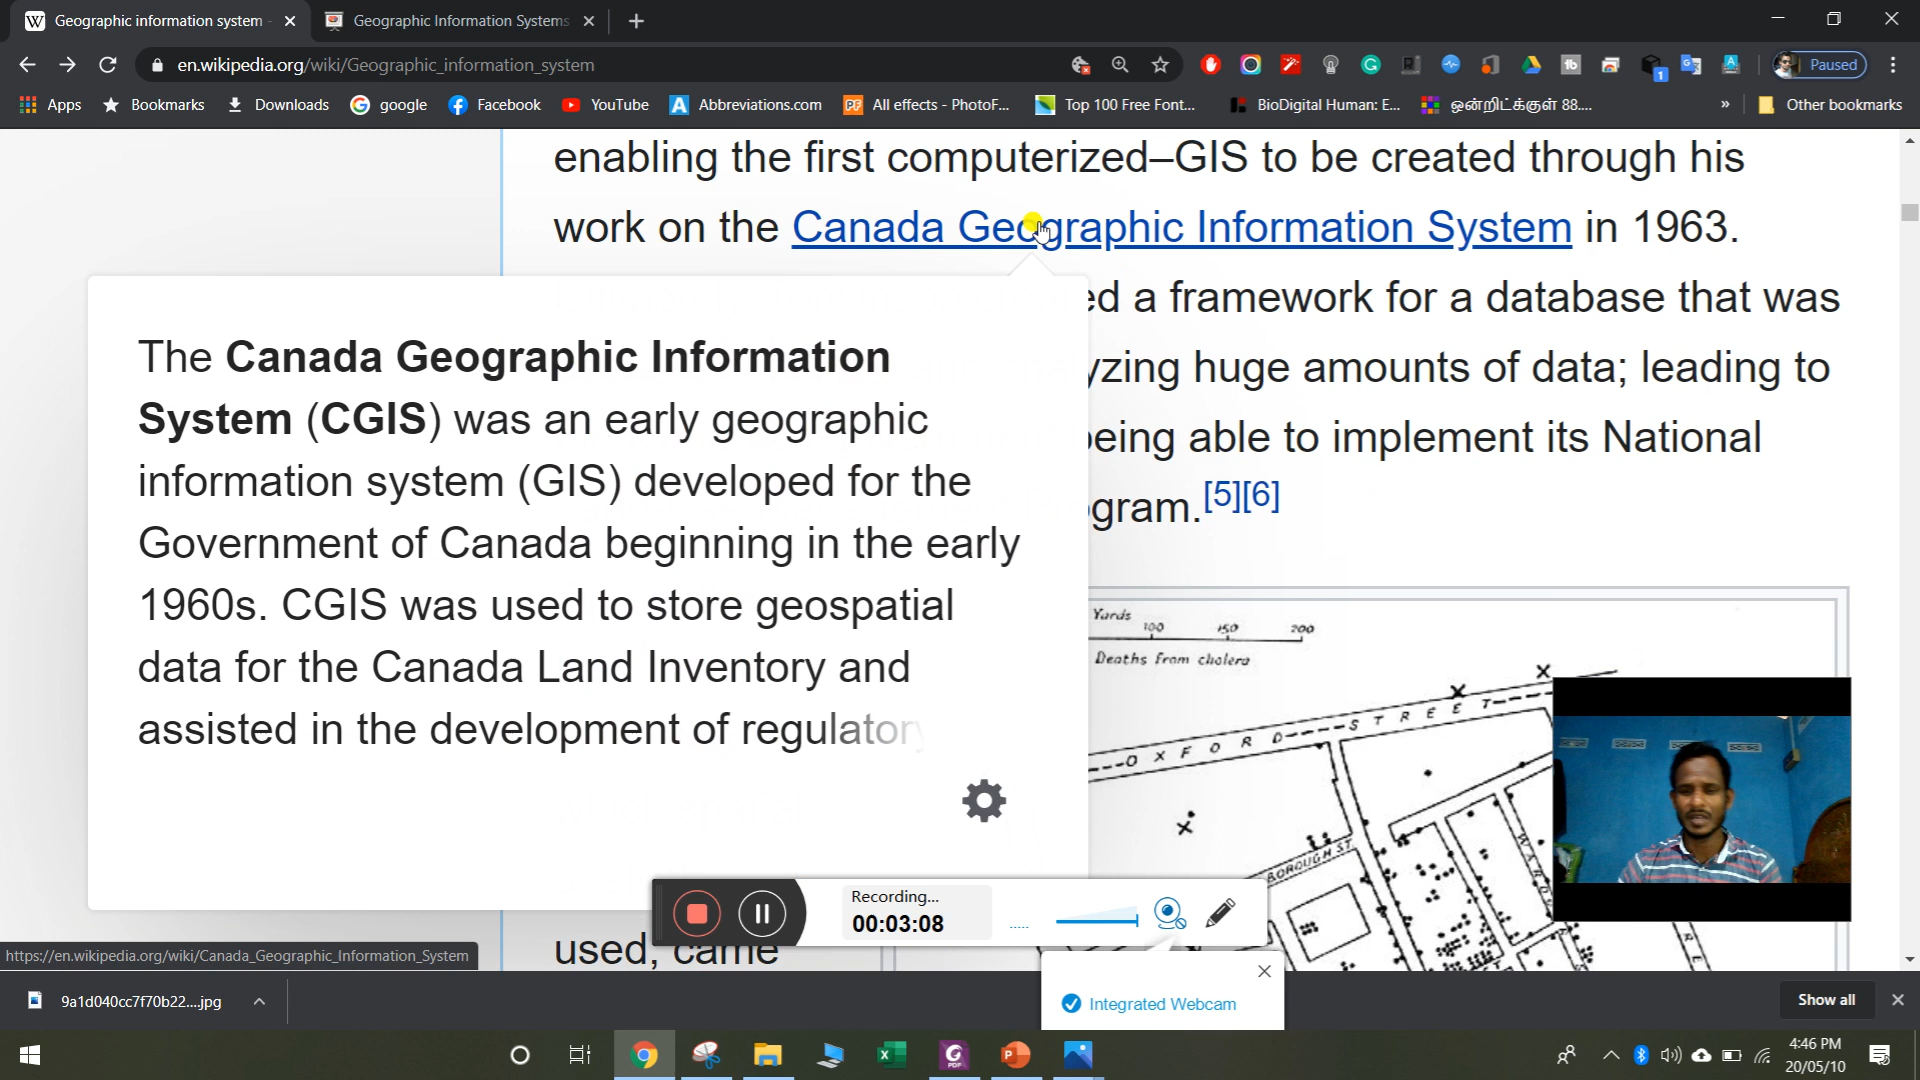 Geographic information system -
Geographic Information Systems
en.wikipedia.org/wiki/Geographic_information_system
Paused
Apps
Bookmarks
Downloads
google
Facebook
YouTube
Abbreviations.com
All effects - PhotoF...
Top 100 Free Font...
BioDigital Human: E...
ஒன்றிட்க்குள் 88....
»
Other bookmarks
enabling the first computerized–GIS to be created through his
work on the Canada Geographic Information System in 1963.
ed a framework for a database that was
yzing huge amounts of data; leading to
being able to implement its National
gram.[5][6]
The Canada Geographic Information
System (CGIS) was an early geographic
information system (GIS) developed for the
Government of Canada beginning in the early
1960s. CGIS was used to store geospatial
data for the Canada Land Inventory and
assisted in the development of regulatory
Yards
100 150 200
Deaths from cholera
OXFORD STREET
BOROUGH ST.
used, came
Recording...
00:03:08
Integrated Webcam
https://en.wikipedia.org/wiki/Canada_Geographic_Information_System
9a1d040cc7f70b22....jpg
Show all
4:46 PM
20/05/10